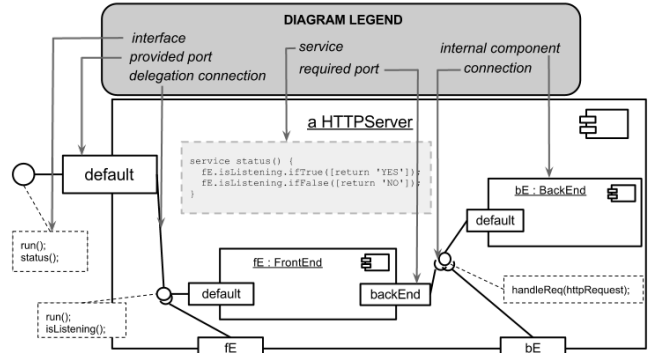 DIAGRAM LEGEND
interface
provided port
delegation connection
service
required port
internal component
connection
a HTTPServer
service status() {
fE.isListening.ifTrue([return 'YES']);
fE.isListening.ifFalse([return 'NO']);
}
default
run();
status();
bE : BackEnd
default
fE : FrontEnd
default
backEnd
handleReq(httpRequest);
run();
isListening();
fE
bE